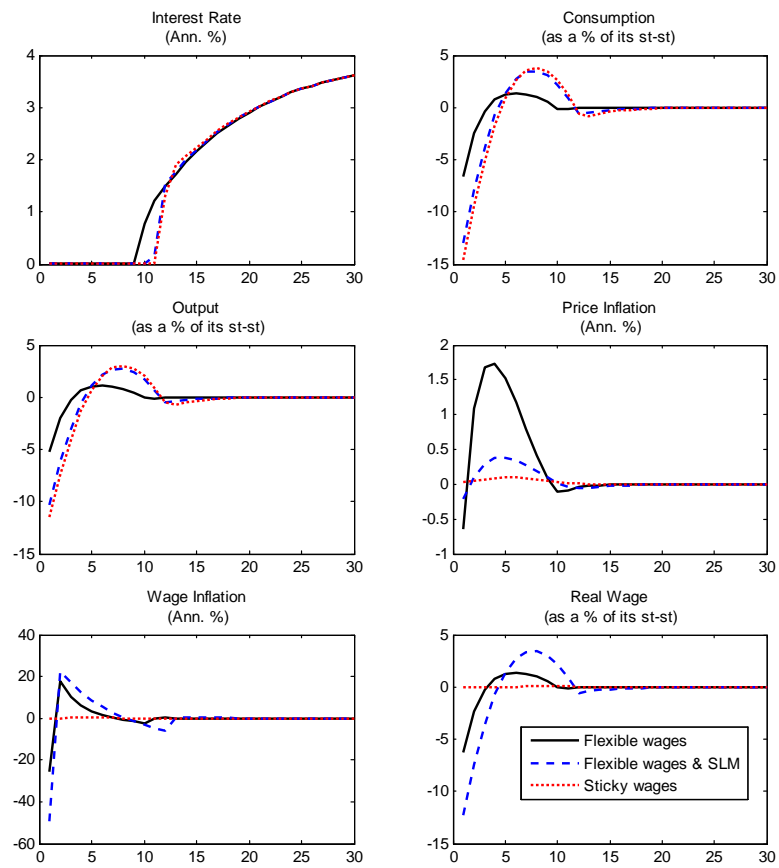 Interest Rate
(Ann. %)
4
3
2
1
0
0 5 10 15 20 25 30
Consumption
(as a % of its st-st)
5
0
-5
-10
-15
0 5 10 15 20 25 30
Output
(as a % of its st-st)
5
0
-5
-10
-15
0 5 10 15 20 25 30
Price Inflation
(Ann. %)
2
1.5
1
0.5
0
-0.5
-1
0 5 10 15 20 25 30
Wage Inflation
(Ann. %)
40
20
0
-20
-40
-60
0 5 10 15 20 25 30
Real Wage
(as a % of its st-st)
5
0
-5
-10
-15
0 5 10 15 20 25 30
Flexible wages
Flexible wages & SLM
Sticky wages